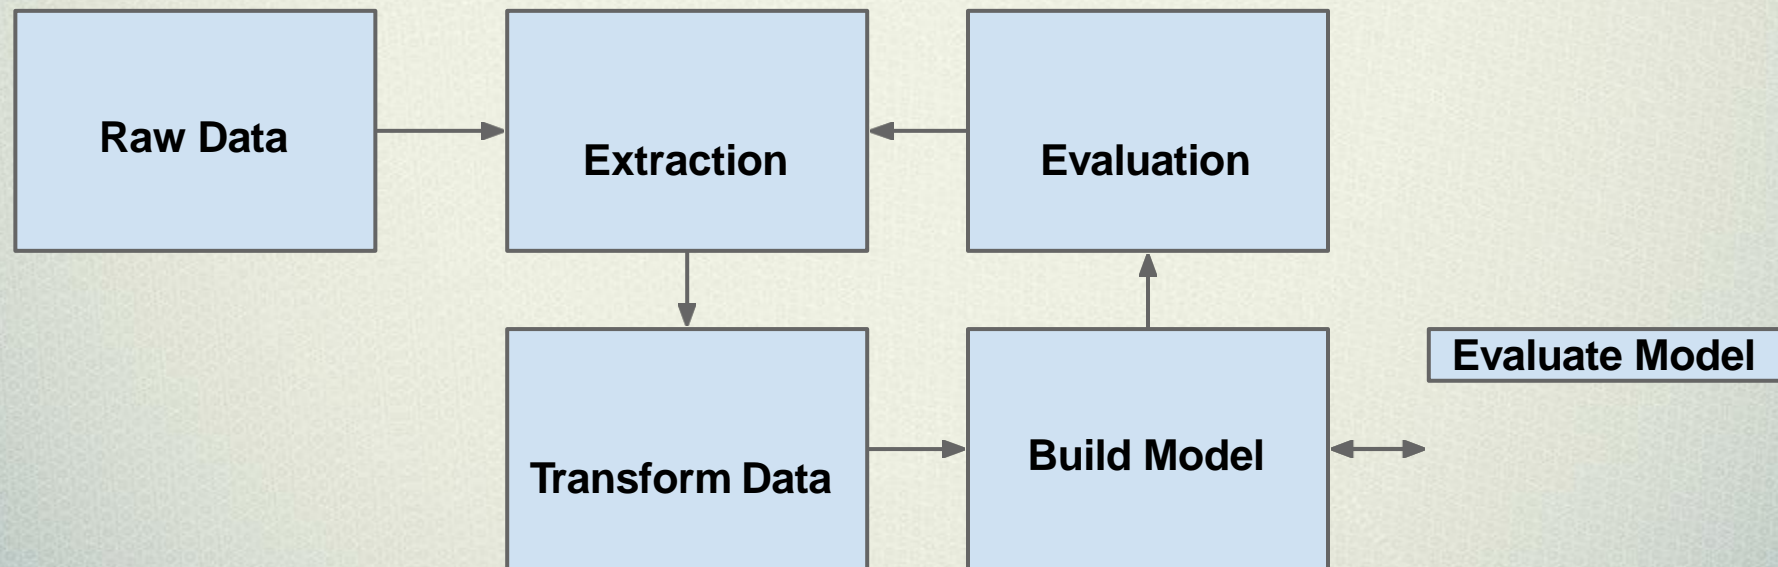 Raw Data
Extraction
Evaluation
Evaluate Model
Transform Data
Build Model